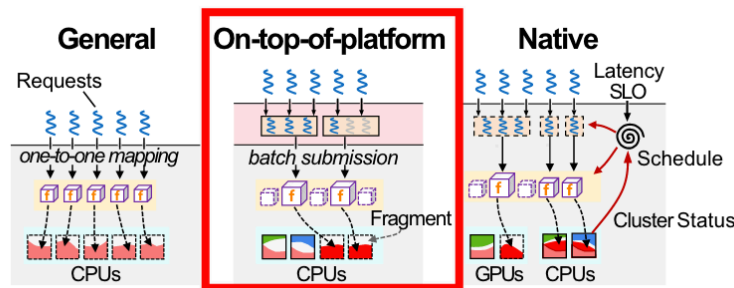 General
On-top-of-platform
Native
Requests
Latency
SLO
one-to-one mapping
batch submission
Schedule
f
f
f
f
f
f
f
f
f
f
Fragment
Cluster Status
CPUs
CPUs
GPUs
CPUs